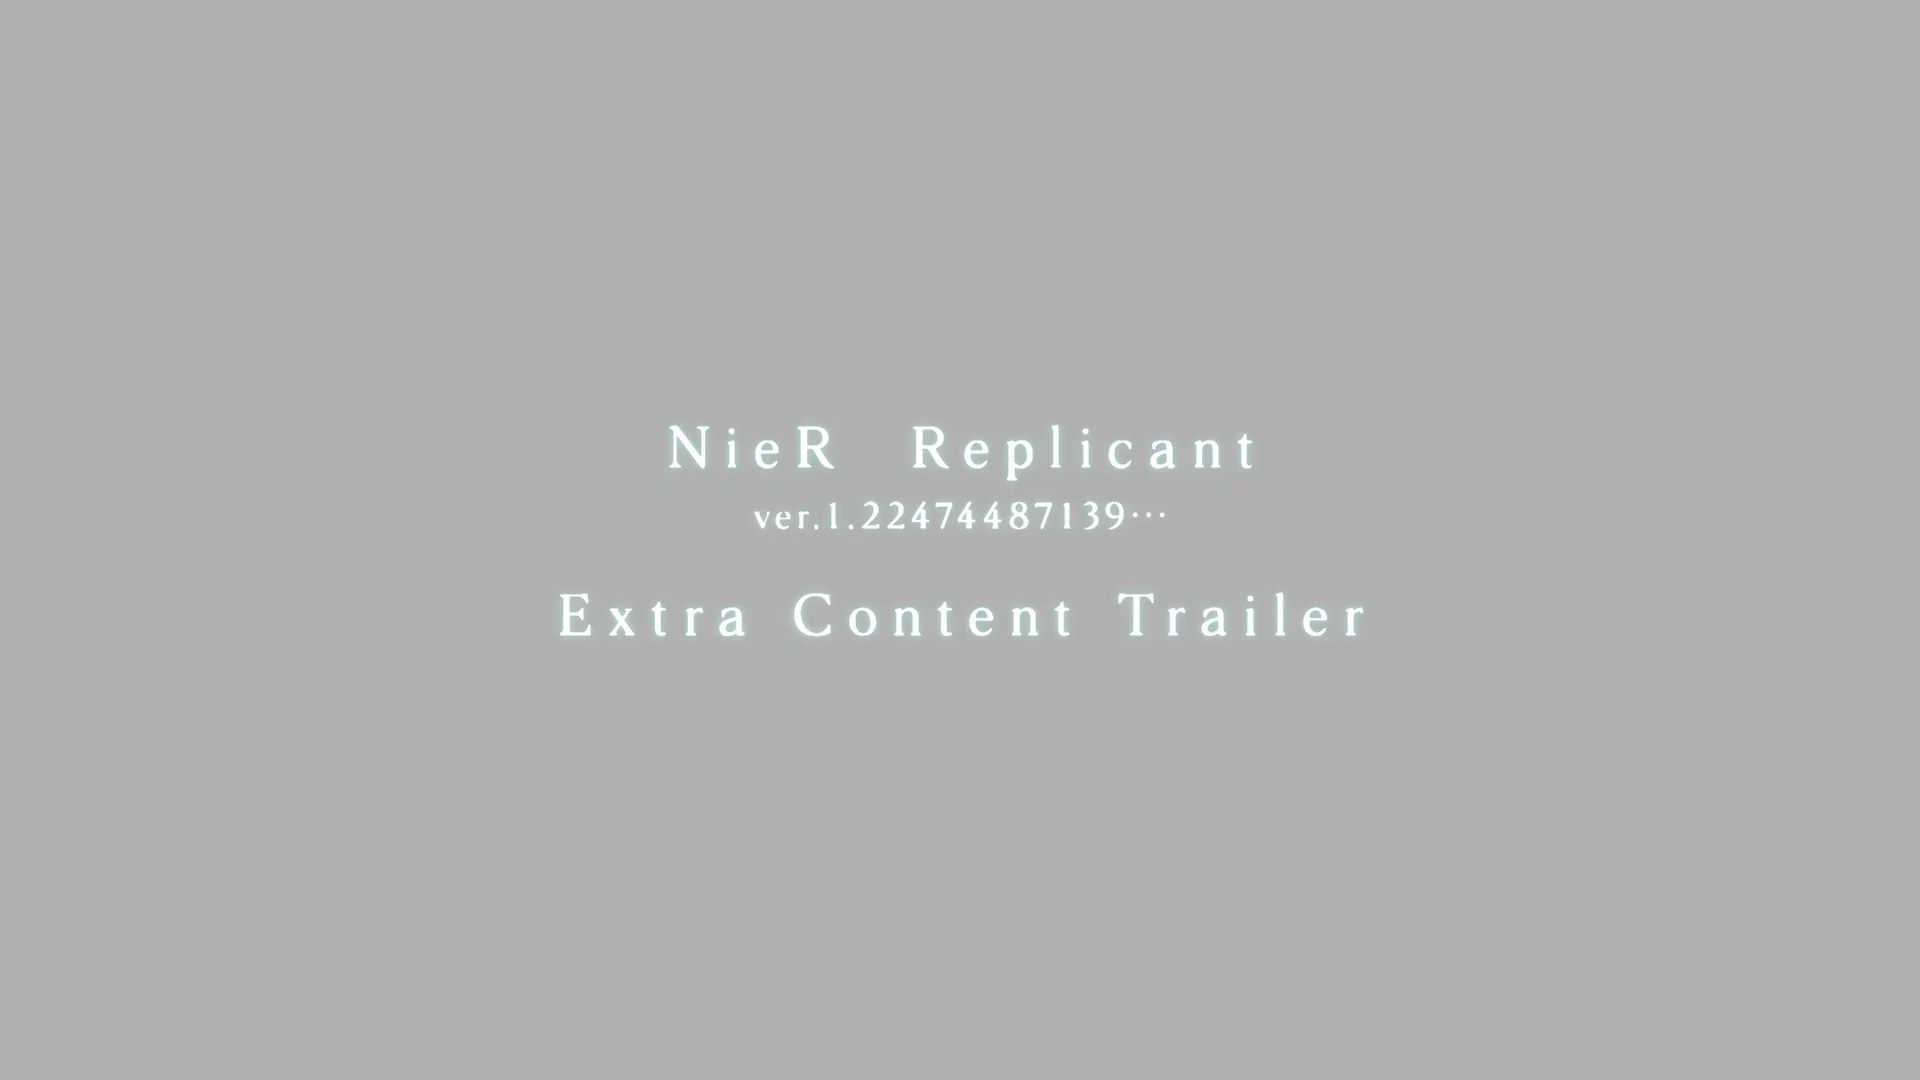 NieR Replicant
ver.1.22474487139…
Extra Content Trailer